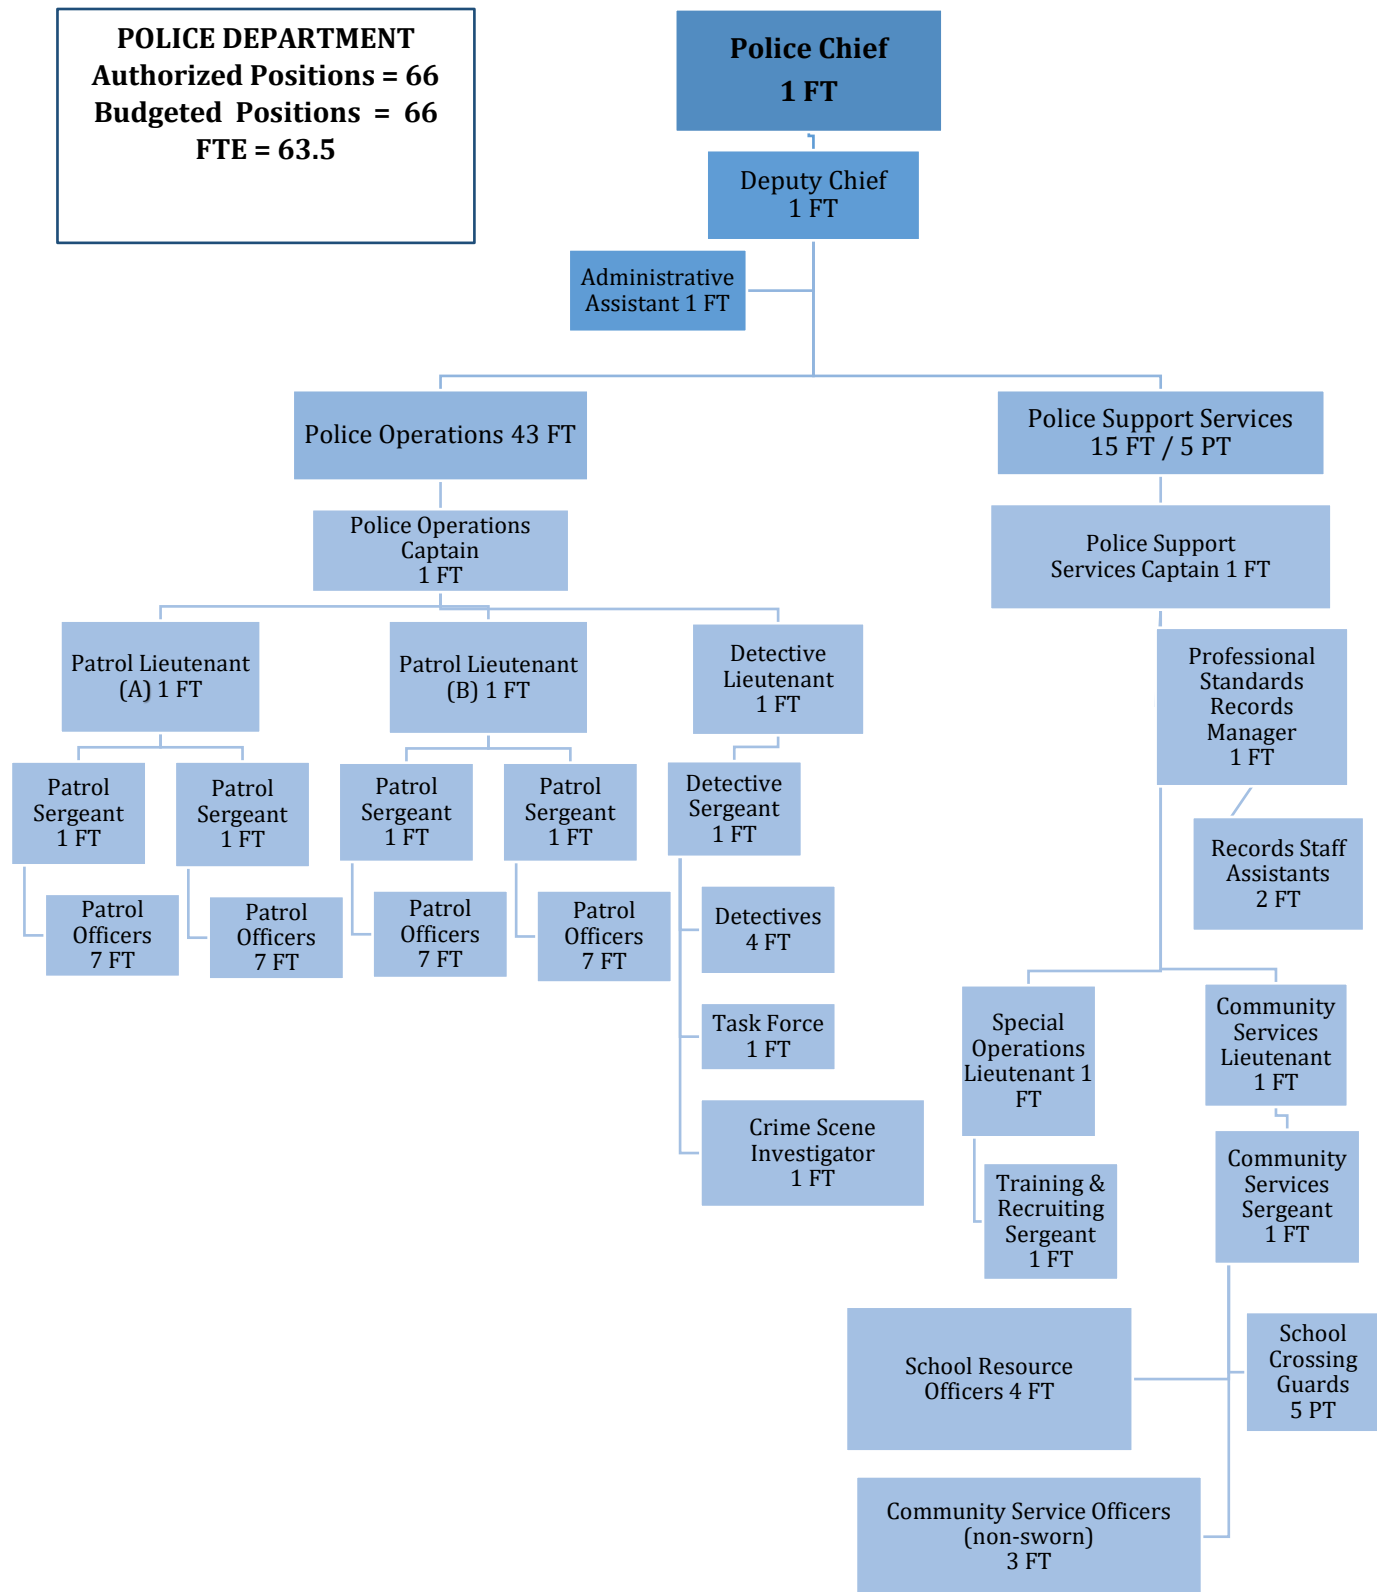 POLICE DEPARTMENT
Authorized Positions = 66
Budgeted Positions = 66
FTE = 63.5
Police Chief
1 FT
Deputy Chief
1 FT
Administrative
Assistant 1 FT
Police Operations 43 FT
Police Support Services
15 FT / 5 PT
Police Operations
Captain
1 FT
Police Support
Services Captain 1 FT
Patrol Lieutenant
(A) 1 FT
Patrol Lieutenant
(B) 1 FT
Detective
Lieutenant
1 FT
Professional
Standards
Records
Manager
1 FT
Patrol
Sergeant
1 FT
Patrol
Sergeant
1 FT
Patrol
Sergeant
1 FT
Patrol
Sergeant
1 FT
Detective
Sergeant
1 FT
Records Staff
Assistants
2 FT
Patrol
Officers
7 FT
Patrol
Officers
7 FT
Patrol
Officers
7 FT
Patrol
Officers
7 FT
Detectives
4 FT
Task Force
1 FT
Crime Scene
Investigator
1 FT
Special
Operations
Lieutenant 1
FT
Community
Services
Lieutenant
1 FT
Training &
Recruiting
Sergeant
1 FT
Community
Services
Sergeant
1 FT
School Resource
Officers 4 FT
School
Crossing
Guards
5 PT
Community Service Officers
(non-sworn)
3 FT